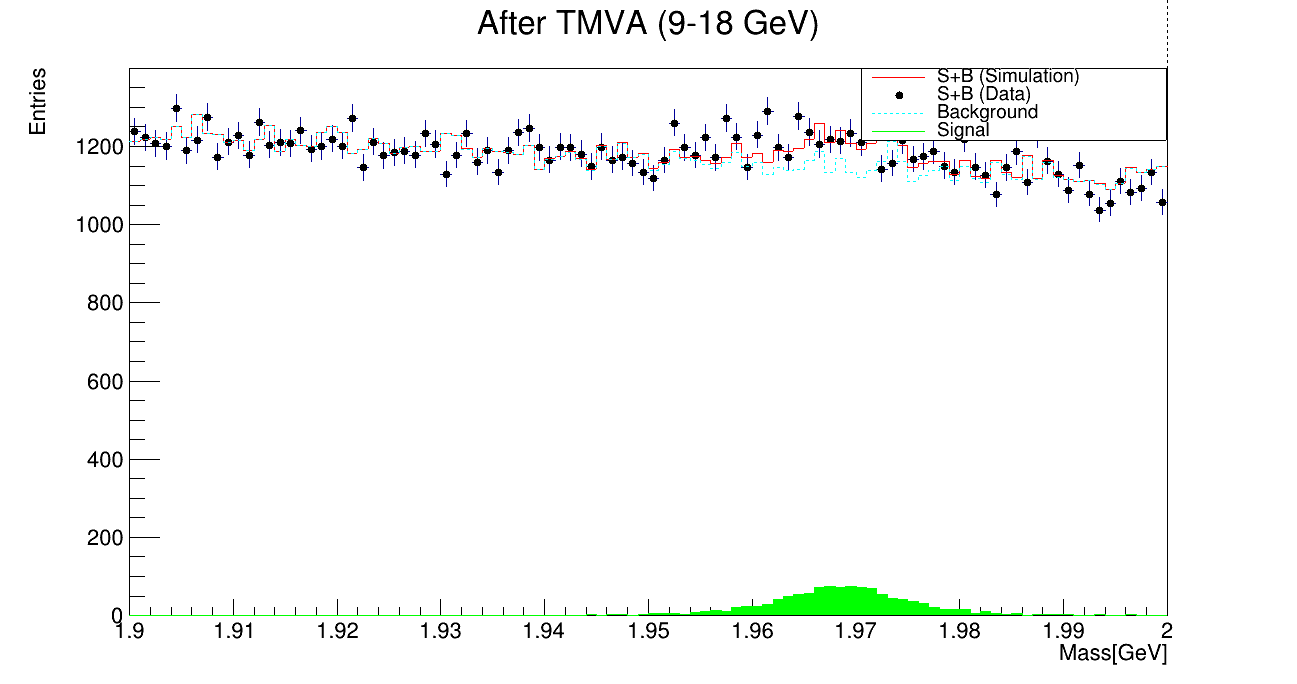 After TMVA (9-18 GeV)
Entries
S+B (Simulation)
S+B (Data)
Background
Signal
1200
1000
800
600
400
200
0
1.9 1.91 1.92 1.93 1.94 1.95 1.96 1.97 1.98 1.99 2
Mass[GeV]